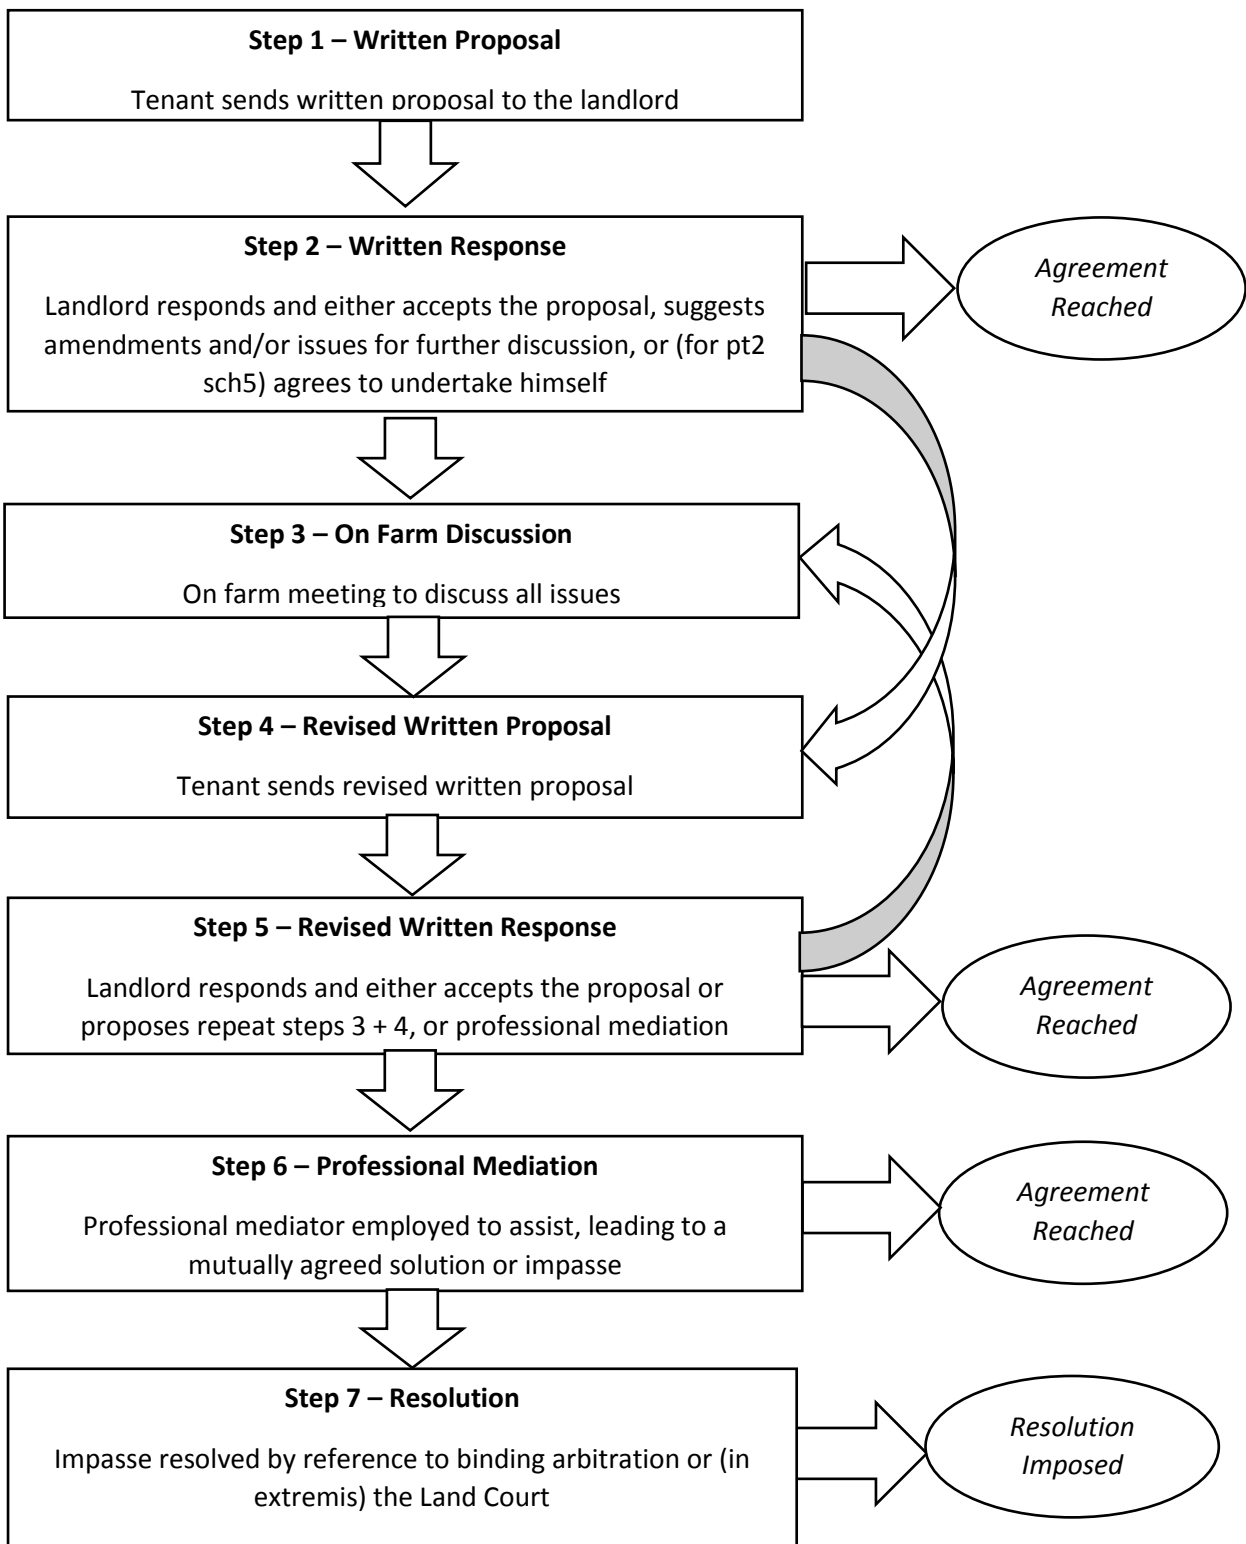 Step 1 – Written Proposal
Tenant sends written proposal to the landlord
Step 2 – Written Response
Landlord responds and either accepts the proposal, suggests
amendments and/or issues for further discussion, or (for pt2
sch5) agrees to undertake himself
Agreement
Reached
Step 3 – On Farm Discussion
On farm meeting to discuss all issues
Step 4 – Revised Written Proposal
Tenant sends revised written proposal
Step 5 – Revised Written Response
Landlord responds and either accepts the proposal or
proposes repeat steps 3 + 4, or professional mediation
Agreement
Reached
Step 6 – Professional Mediation
Professional mediator employed to assist, leading to a
mutually agreed solution or impasse
Agreement
Reached
Step 7 – Resolution
Impasse resolved by reference to binding arbitration or (in
extremis) the Land Court
Resolution
Imposed